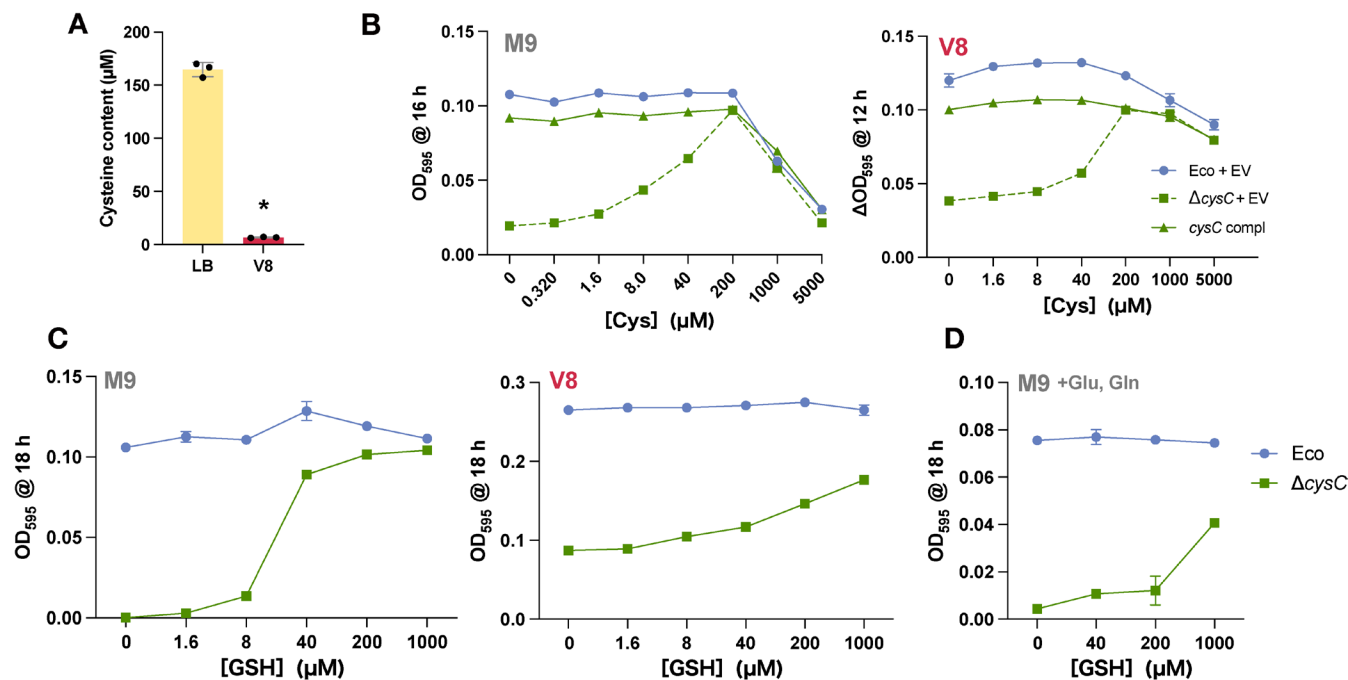 A
Cysteine content (µM)
200
150
100
50
0
*
LB
V8
B
M9
OD595 @ 16 h
0.15
0.10
0.05
0.00
0
0.320
1.6
8.0
40
200
1000
5000
[Cys] (µM)
V8
ΔOD595 @ 12 h
0.15
0.10
0.05
0.00
0
1.6
8
40
200
1000
5000
[Cys] (µM)
Eco + EV
ΔcysC + EV
cysC compl
C
M9
OD595 @ 18 h
0.15
0.10
0.05
0.00
0
1.6
8
40
200
1000
[GSH] (µM)
V8
OD595 @ 18 h
0.3
0.2
0.1
0.0
0
1.6
8
40
200
1000
[GSH] (µM)
D
M9 +Glu, Gln
OD595 @ 18 h
0.10
0.08
0.06
0.04
0.02
0.00
0
40
200
1000
[GSH] (µM)
Eco
ΔcysC